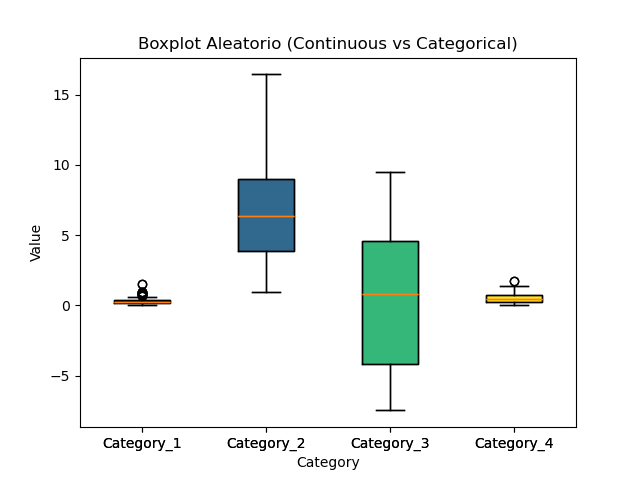 Boxplot Aleatorio (Continuous vs Categorical)
Value
15
10
5
0
−5
Category_1 Category_2 Category_3 Category_4
Category